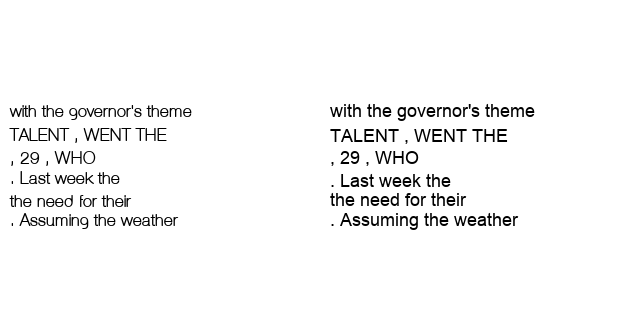 with the governor's theme
TALENT , WENT THE
, 29 , WHO
. Last week the
the need for their
. Assuming the weather
with the governor's theme
TALENT , WENT THE
, 29 , WHO
. Last week the
the need for their
. Assuming the weather